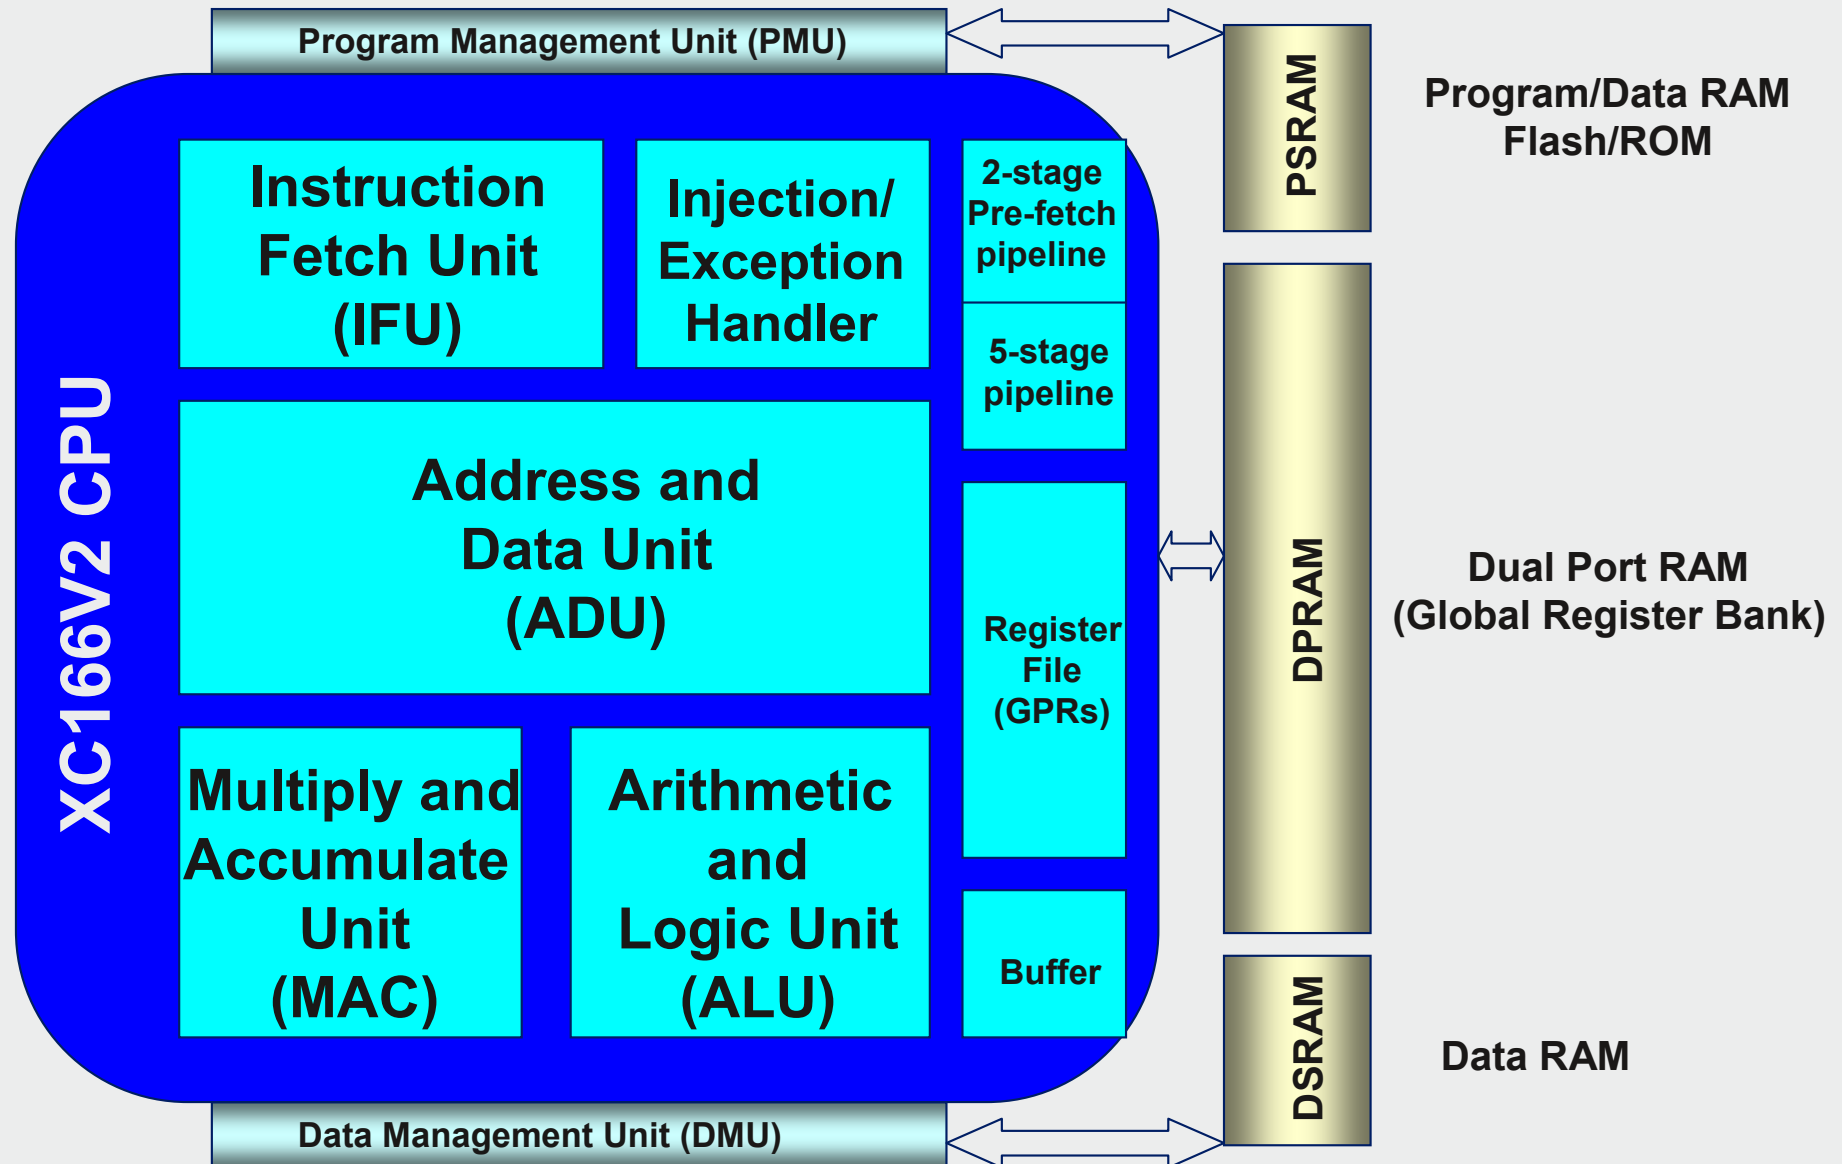 Program Management Unit (PMU)
PSRAM
Program/Data RAM
Flash/ROM
XC166V2 CPU
Instruction
Fetch Unit
(IFU)
Injection/
Exception
Handler
2-stage
Pre-fetch
pipeline
5-stage
pipeline
Address and
Data Unit
(ADU)
Register
File
(GPRs)
DPRAM
Dual Port RAM
(Global Register Bank)
Multiply and
Accumulate
Unit
(MAC)
Arithmetic
and
Logic Unit
(ALU)
Buffer
DSRAM
Data RAM
Data Management Unit (DMU)